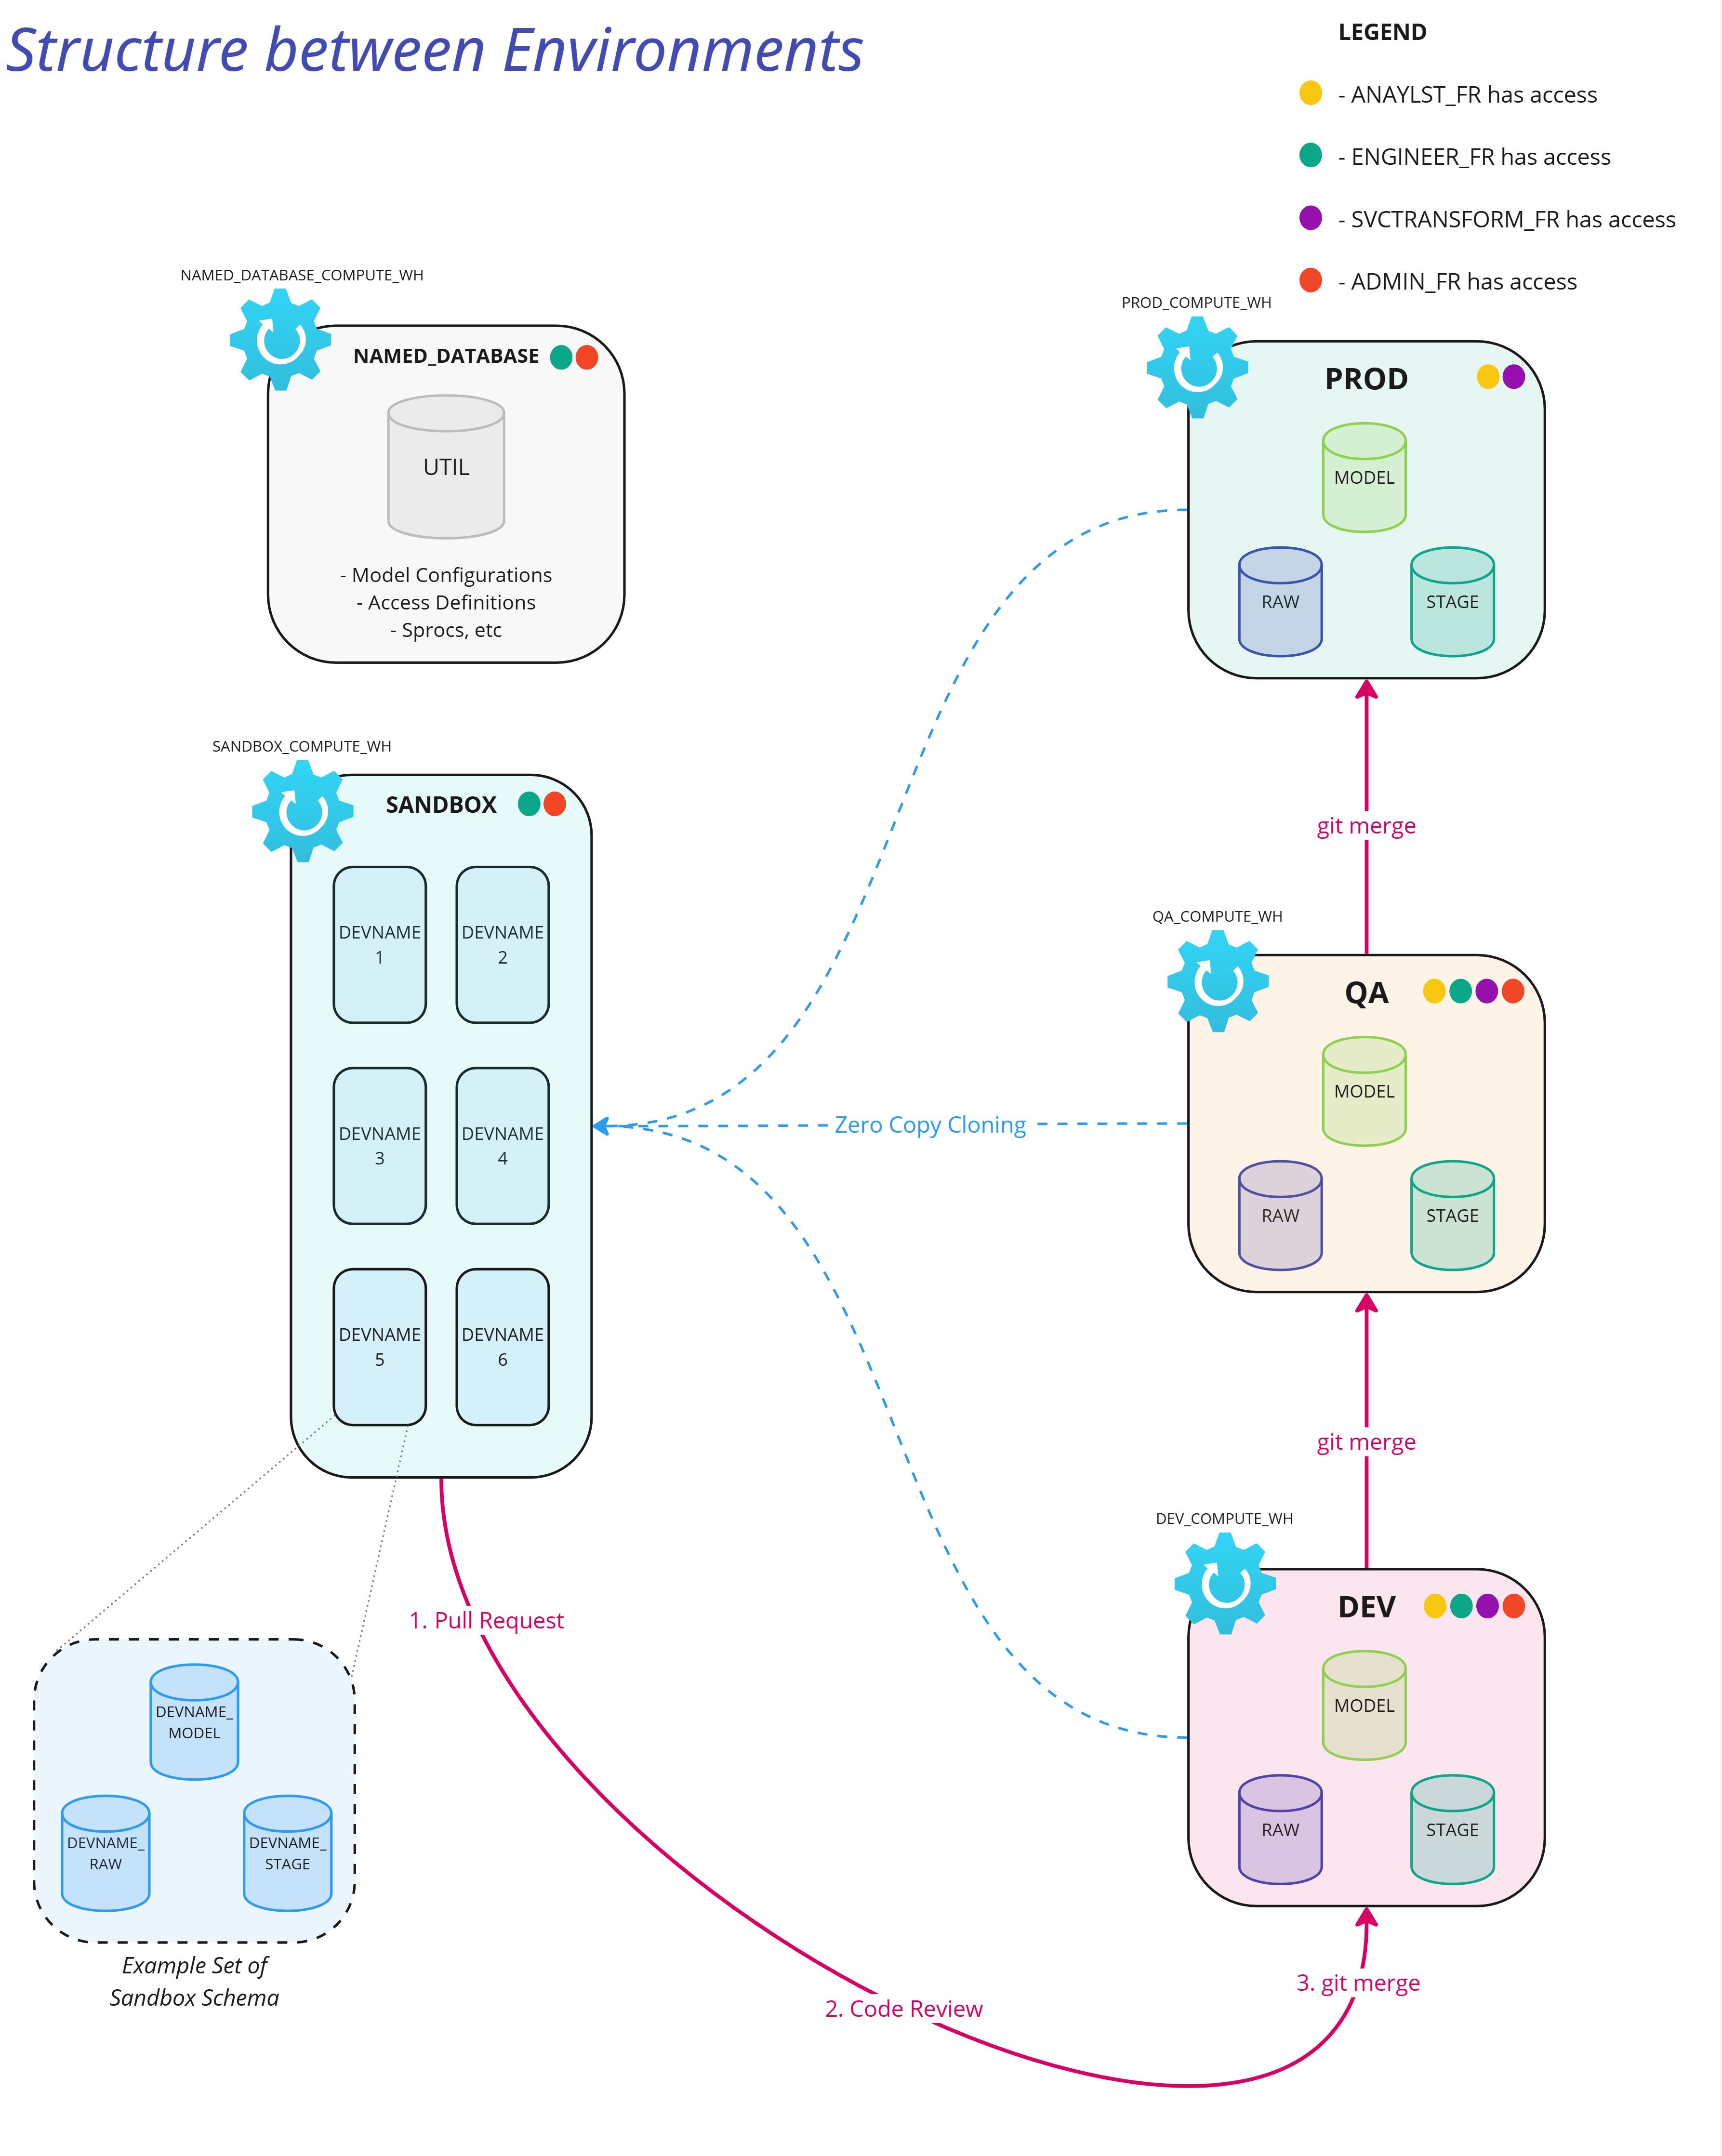 Structure between Environments
LEGEND
- ANAYLST_FR has access
- ENGINEER_FR has access
- SVCTRANSFORM_FR has access
- ADMIN_FR has access
NAMED_DATABASE_COMPUTE_WH
NAMED_DATABASE
UTIL
- Model Configurations
- Access Definitions
- Sprocs, etc
PROD_COMPUTE_WH
PROD
MODEL
RAW
STAGE
git merge
SANDBOX_COMPUTE_WH
SANDBOX
DEVNAME
1
DEVNAME
2
DEVNAME
3
DEVNAME
4
DEVNAME
5
DEVNAME
6
Zero Copy Cloning
QA_COMPUTE_WH
QA
MODEL
RAW
STAGE
git merge
DEV_COMPUTE_WH
DEV
MODEL
RAW
STAGE
1. Pull Request
DEVNAME_
MODEL
DEVNAME_
RAW
DEVNAME_
STAGE
Example Set of
Sandbox Schema
2. Code Review
3. git merge